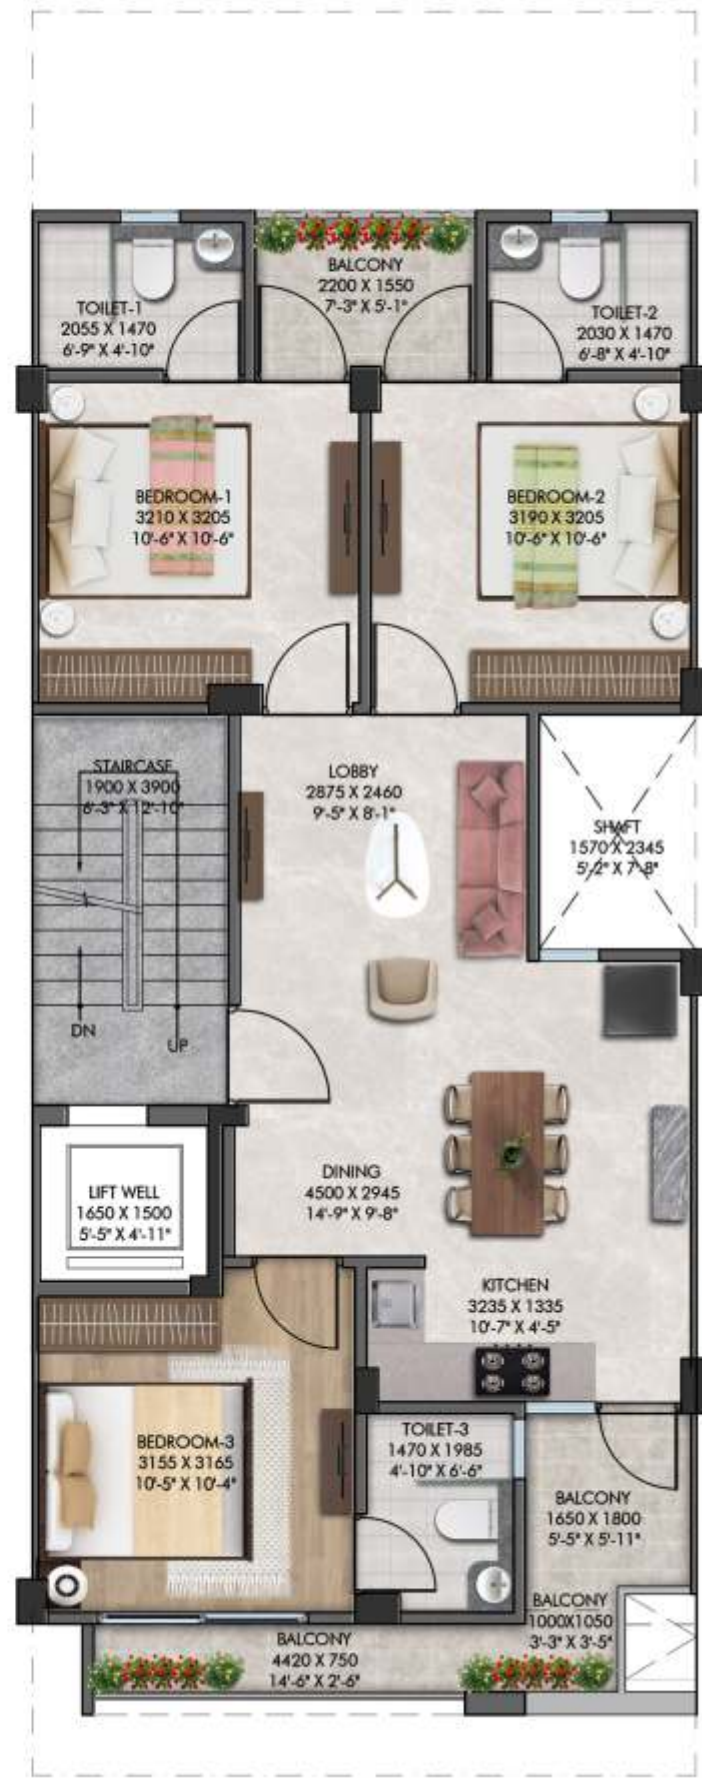 BALCONY
2200 X 1550
7'-3" X 5'-1"
TOILET-1
2055 X 1470
6'-9" X 4'-10"
TOILET-2
2030 X 1470
6'-8" X 4'-10"
BEDROOM-1
3210 X 3205
10'-6" X 10'-6"
BEDROOM-2
3190 X 3205
10'-6" X 10'-6"
STAIRCASE
1900 X 3900
6'-3" X 12'-10"
DN
UP
LOBBY
2875 X 2460
9'-5" X 8'-1"
SHAFT
1570 X 2345
5'-2" X 7'-8"
LIFT WELL
1650 X 1500
5'-5" X 4'-11"
DINING
4500 X 2945
14'-9" X 9'-8"
KITCHEN
3235 X 1335
10'-7" X 4'-5"
BEDROOM-3
3155 X 3165
10'-5" X 10'-4"
TOILET-3
1470 X 1985
4'-10" X 6'-6"
BALCONY
1650 X 1800
5'-5" X 5'-11"
BALCONY
1000X1050
3'-3" X 3'-5"
BALCONY
4420 X 750
14'-6" X 2'-6"